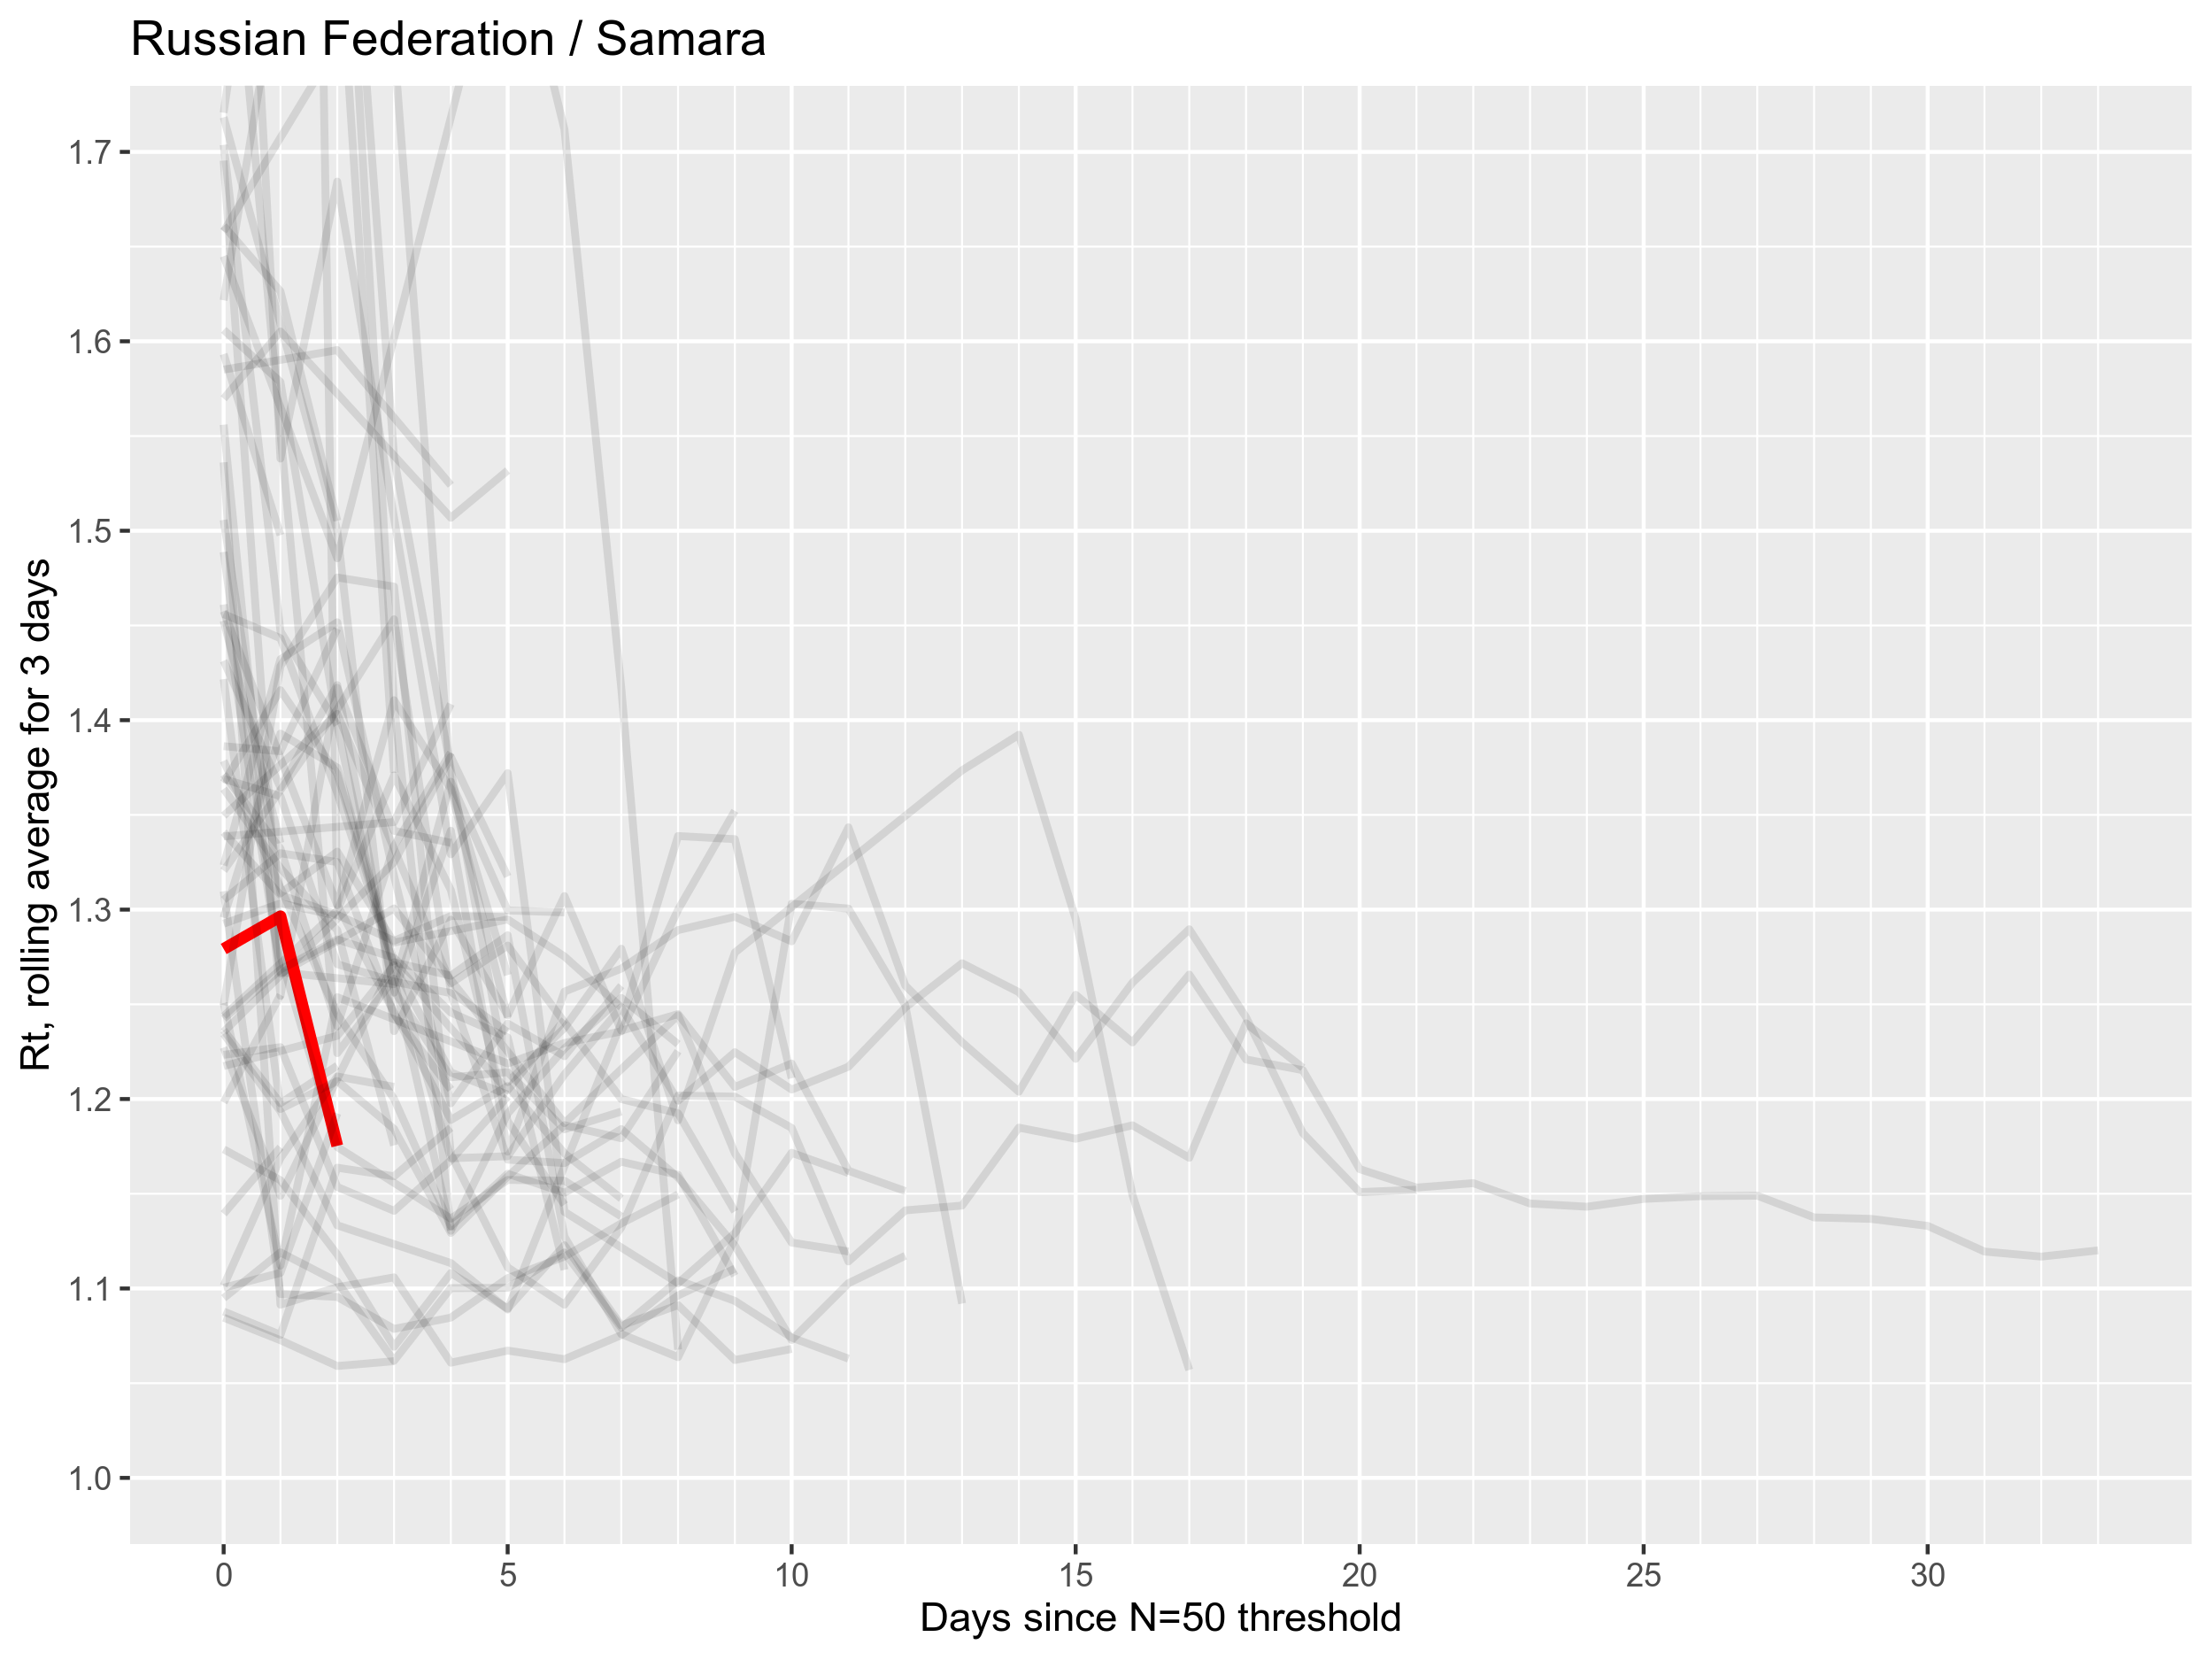 Russian Federation / Samara
Rt, rolling average for 3 days
1.7
1.6
1.5
1.4
1.3
1.2
1.1
1.0
0 5 10 15 20 25 30
Days since N=50 threshold